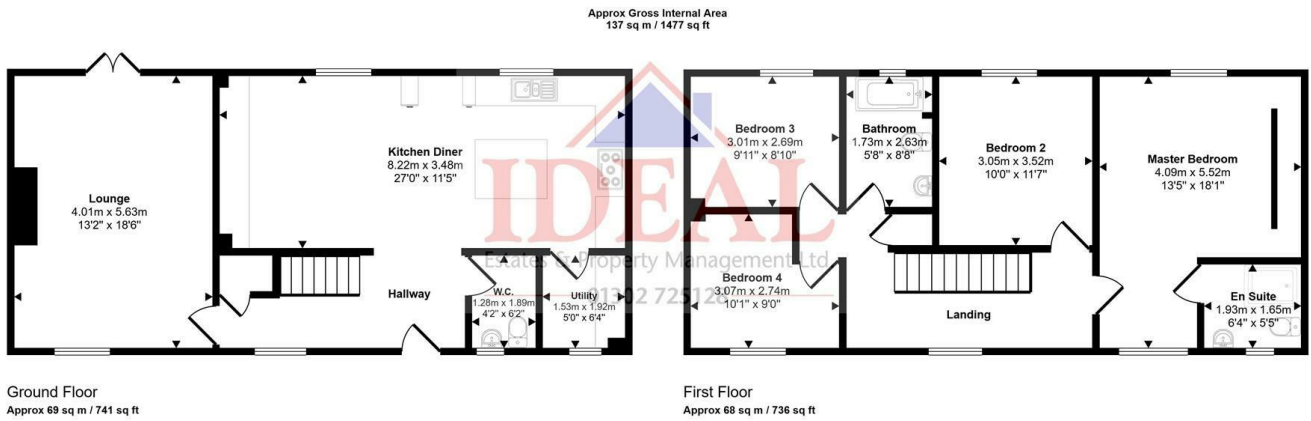 Approx Gross Internal Area
137 sq m / 1477 sq ft
Lounge
4.01m x 5.63m
13'2" x 18'6"
Kitchen Diner
8.22m x 3.48m
27'0" x 11'5"
Hallway
W.C.
1.28m x 1.89m
4'2" x 6'2"
Utility
1.53m x 1.92m
5'0" x 6'4"
Bedroom 3
3.01m x 2.69m
9'11" x 8'10"
Bathroom
1.73m x 2.63m
5'8" x 8'8"
Bedroom 2
3.05m x 3.52m
10'0" x 11'7"
Master Bedroom
4.09m x 5.52m
13'5" x 18'1"
Bedroom 4
3.07m x 2.74m
10'1" x 9'0"
Landing
En Suite
1.93m x 1.65m
6'4" x 5'5"
IDEAL
Estates & Property Management Ltd
01302 725128
Ground Floor
Approx 69 sq m / 741 sq ft
First Floor
Approx 68 sq m / 736 sq ft